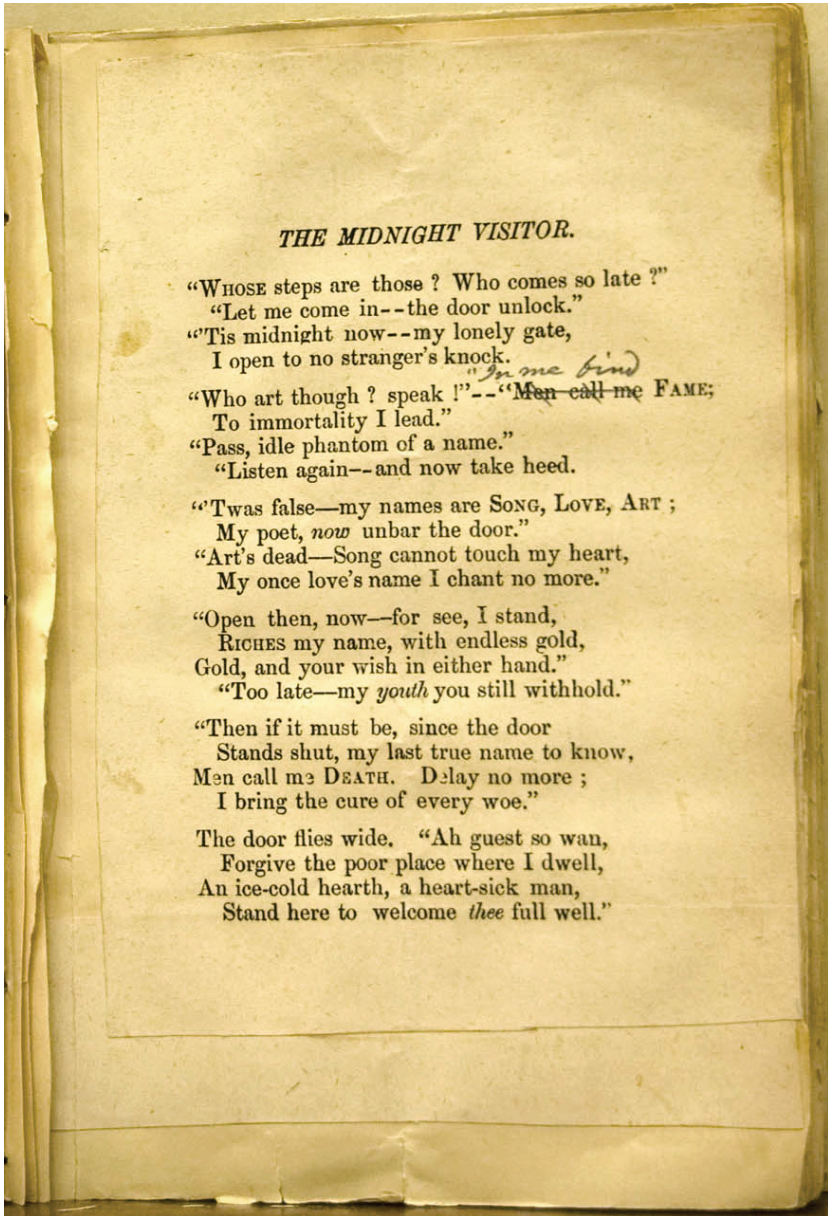 THE MIDNIGHT VISITOR.
“WHOSE steps are those ? Who comes so late ?”
“Let me come in--the door unlock.”
“’Tis midnight now--my lonely gate,
I open to no stranger's knock.
"In me find
“Who art though ? speak !”--“Men call me FAME;
To immortality I lead.”
“Pass, idle phantom of a name.”
“Listen again--and now take heed.
“’Twas false—my names are SONG, LOVE, ART ;
My poet, now unbar the door.”
“Art's dead—Song cannot touch my heart,
My once love's name I chant no more.”
“Open then, now—for see, I stand,
RICHES my name, with endless gold,
Gold, and your wish in either hand.”
“Too late—my youth you still withhold.”
“Then if it must be, since the door
Stands shut, my last true name to know,
Men call me DEATH. Delay no more ;
I bring the cure of every woe.”
The door flies wide. “Ah guest so wan,
Forgive the poor place where I dwell,
An ice-cold hearth, a heart-sick man,
Stand here to welcome thee full well.”